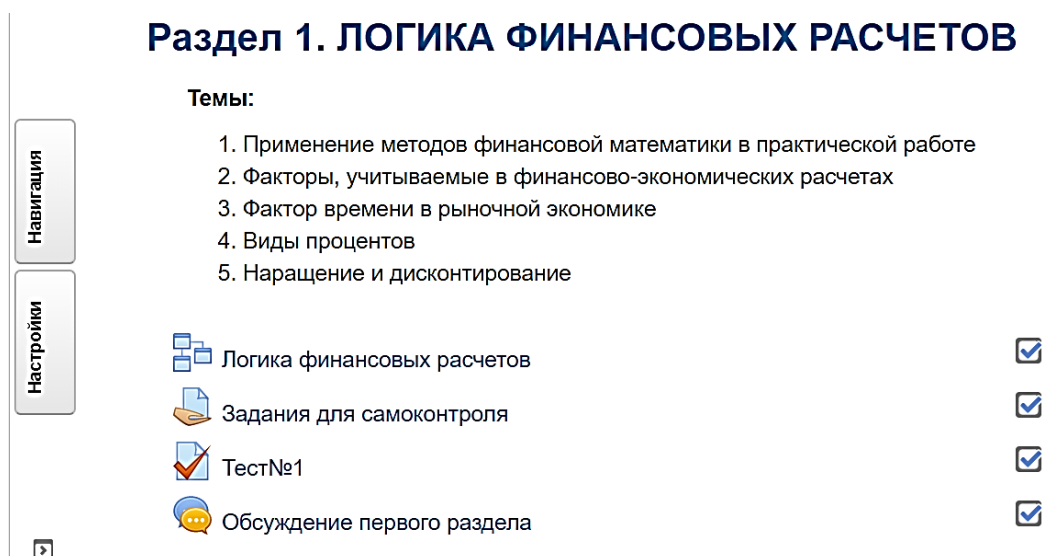 Раздел 1. ЛОГИКА ФИНАНСОВЫХ РАСЧЕТОВ
Темы:
1. Применение методов финансовой математики в практической работе
2. Факторы, учитываемые в финансово-экономических расчетах
3. Фактор времени в рыночной экономике
4. Виды процентов
5. Наращение и дисконтирование
Навигация
Настройки
Логика финансовых расчетов
Задания для самоконтроля
Тест№1
Обсуждение первого раздела